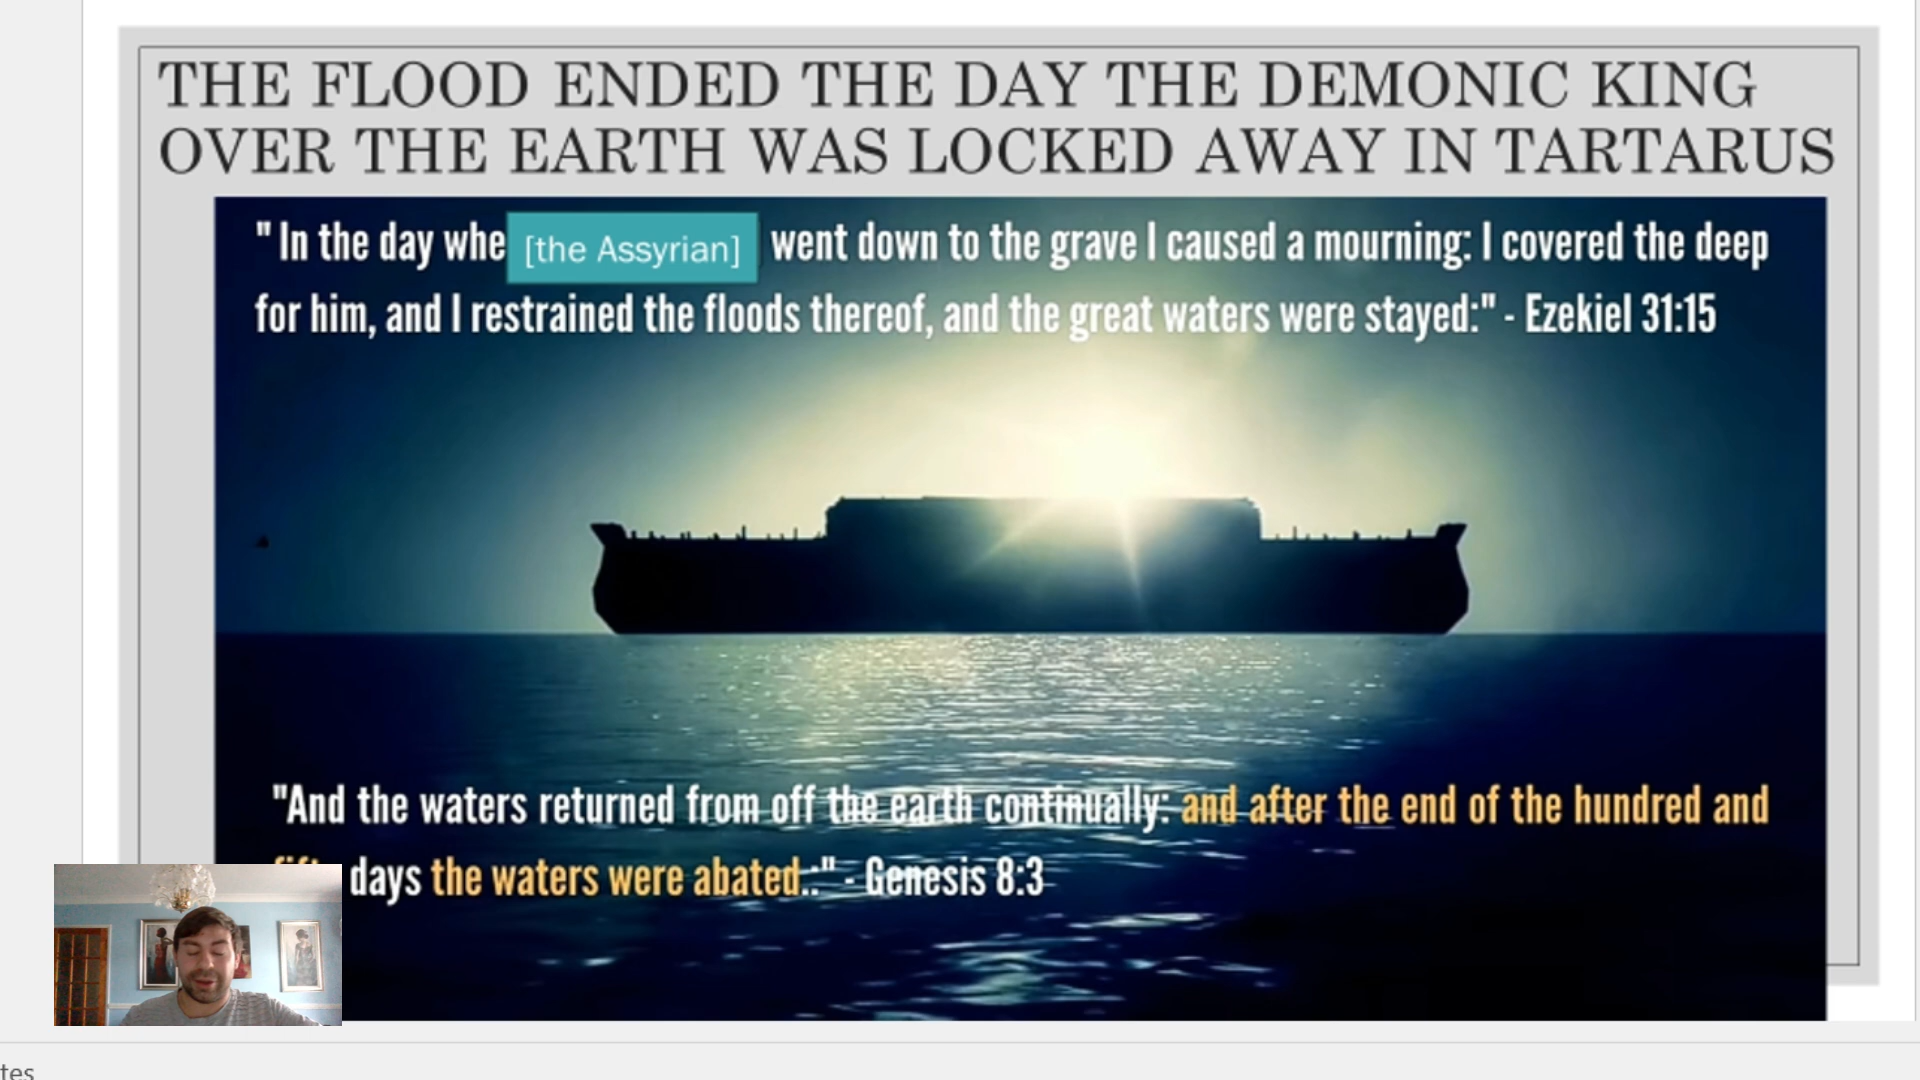 THE FLOOD ENDED THE DAY THE DEMONIC KING
OVER THE EARTH WAS LOCKED AWAY IN TARTARUS
" In the day whe [the Assyrian] went down to the grave I caused a mourning: I covered the deep
for him, and I restrained the floods thereof, and the great waters were stayed:" - Ezekiel 31:15
"And the waters returned from off the earth continually: and after the end of the hundred and
days the waters were abated.:" - Genesis 8:3
tes